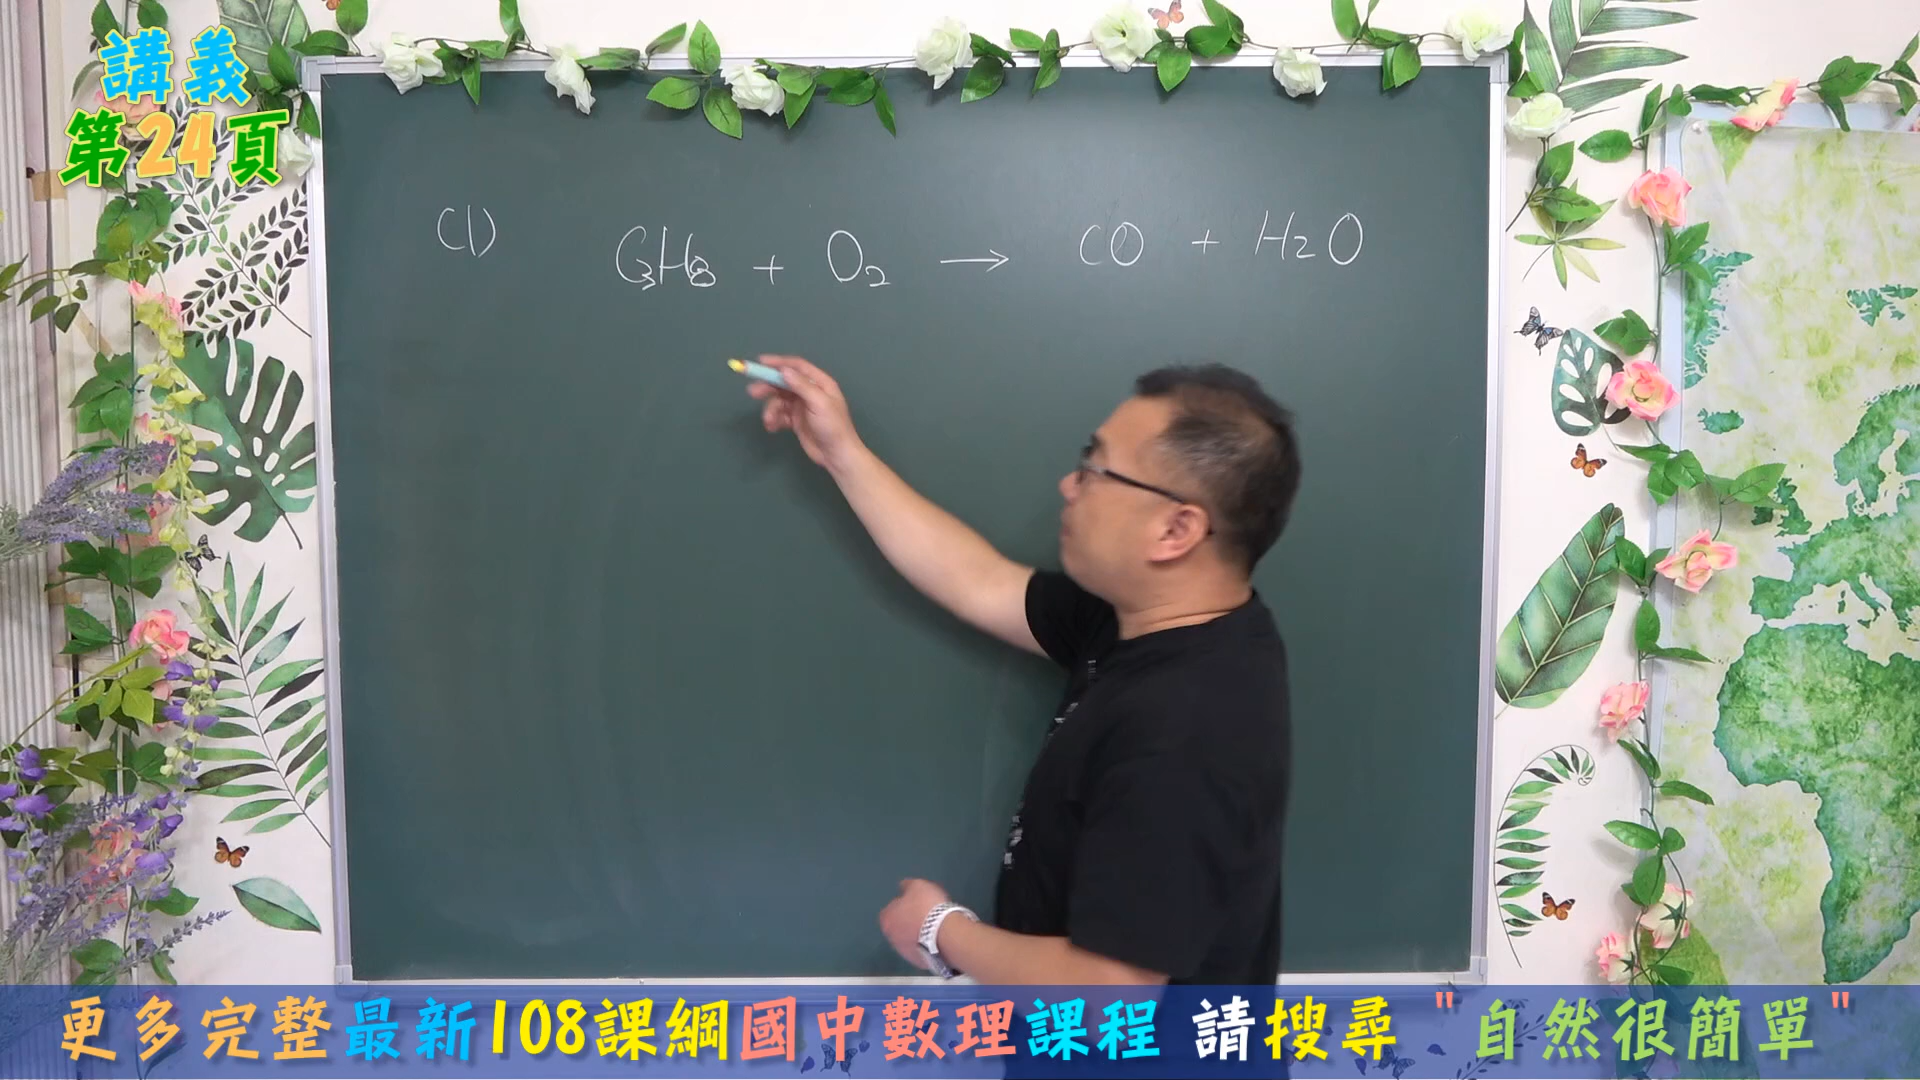 講義
第24頁
(1) C₃H₈ + O₂ → CO + H₂O
更多完整最新108課綱國中數理課程 請搜尋 "自然很簡單"